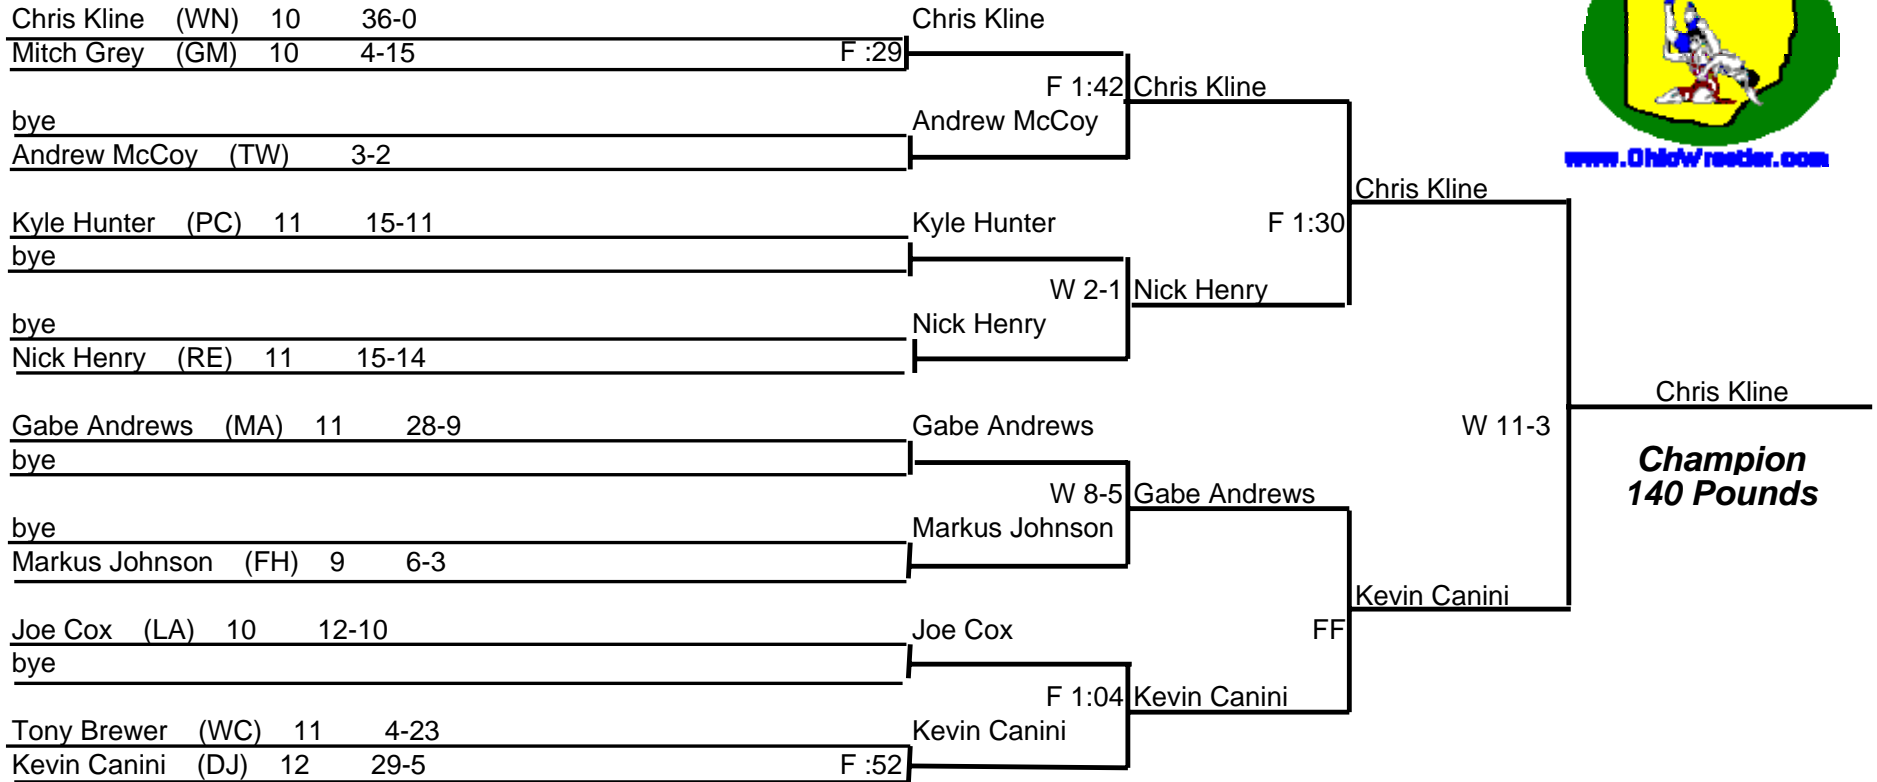 Chris Kline (WN) 10 36-0 Chris Kline
Mitch Grey (GM) 10 4-15 F :29
F 1:42 Chris Kline
bye Andrew McCoy
Andrew McCoy (TW) 3-2
www.OhioWrestler.com
Chris Kline
Kyle Hunter (PC) 11 15-11 Kyle Hunter F 1:30
bye
W 2-1 Nick Henry
bye Nick Henry
Nick Henry (RE) 11 15-14
Chris Kline
Gabe Andrews (MA) 11 28-9 Gabe Andrews W 11-3
bye Champion
W 8-5 Gabe Andrews 140 Pounds
bye Markus Johnson
Markus Johnson (FH) 9 6-3
Kevin Canini
Joe Cox (LA) 10 12-10 Joe Cox FF
bye
F 1:04 Kevin Canini
Tony Brewer (WC) 11 4-23 Kevin Canini
Kevin Canini (DJ) 12 29-5 F :52